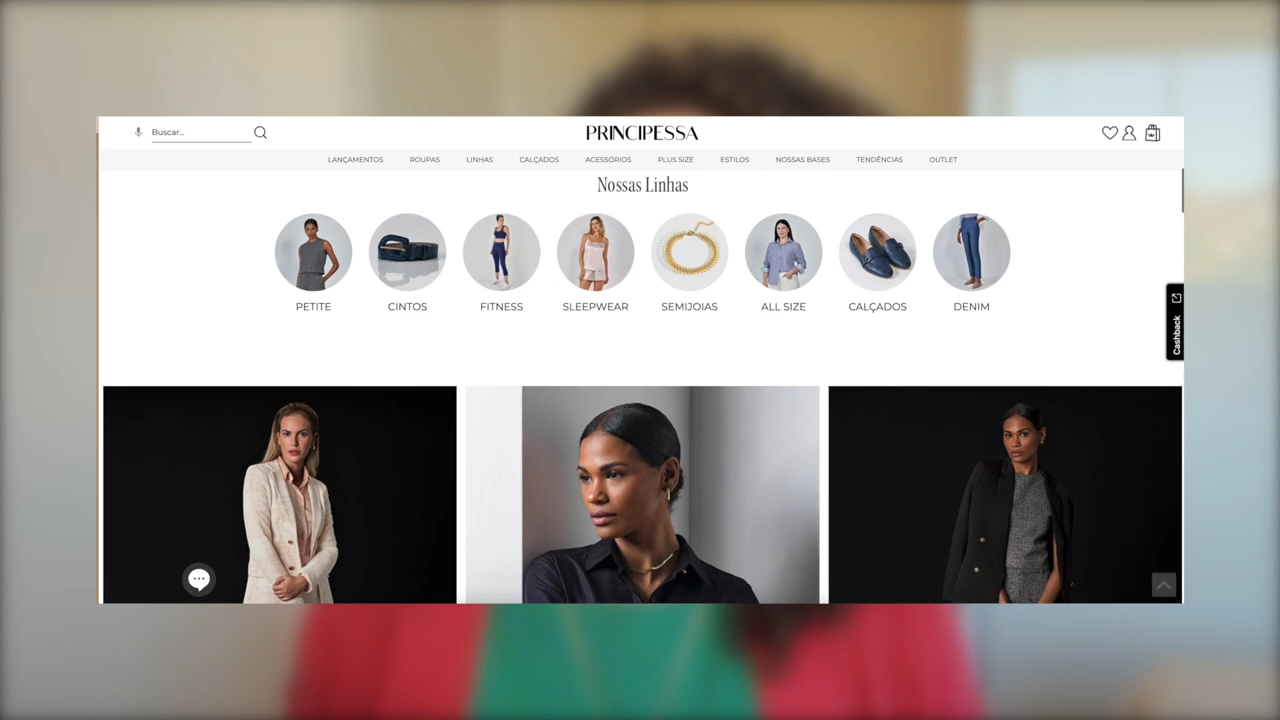 Buscar...
PRINCIPESSA
LANÇAMENTOS ROUPAS LINHAS CALÇADOS ACESSÓRIOS PLUS SIZE ESTILOS NOSSAS BASES TENDÊNCIAS OUTLET
Nossas Linhas
PETITE CINTOS FITNESS SLEEPWEAR SEMIJOIAS ALL SIZE CALÇADOS DENIM
Cashback